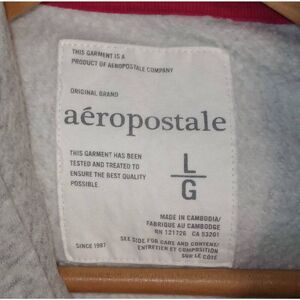 THIS GARMENT IS A
PRODUCT OF AEROPOSTALE COMPANY
ORIGINAL BRAND
aéropostale
THIS GARMENT HAS BEEN
TESTED AND TREATED TO
ENSURE THE BEST QUALITY
POSSIBLE.
L
G
MADE IN CAMBODIA/
FABRIQUE AU CAMBODGE
RN 121726 CA 53201
SEE SIDE FOR CARE AND CONTENT/
ENTRETIEN ET COMPOSITION
SUR LE COTE
SINCE 1987